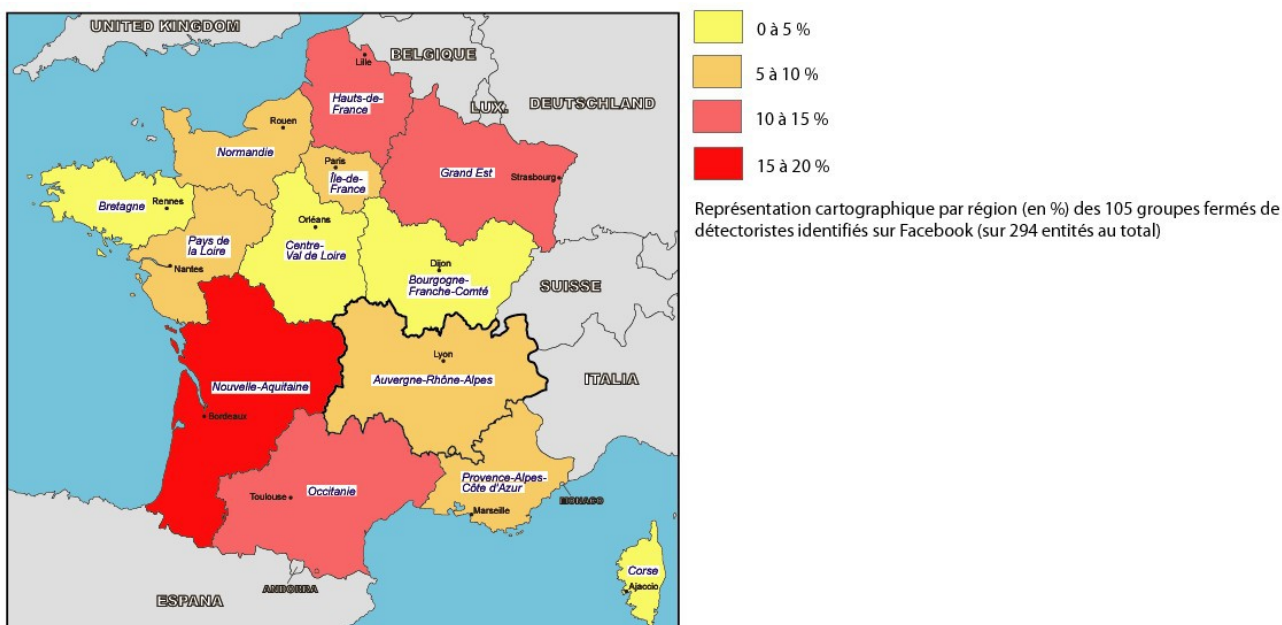 UNITED KINGDOM
BELGIQUE
Lille
Hauts-de-
France
LUX.
DEUTSCHLAND
Rouen
Normandie
Paris
Île-de-
France
Grand Est
Strasbourg
Bretagne
Rennes
Orléans
Centre-
Val de Loire
Pays de
la Loire
Nantes
Dijon
Bourgogne-
Franche-Comté
SUISSE
Lyon
Auvergne-Rhône-Alpes
ITALIA
Nouvelle-Aquitaine
Bordeaux
Provence-Alpes-
Côte d'Azur
Toulouse
Occitanie
Marseille
MONACO
ANDORRA
ESPANA
Corse
Ajaccio
0 à 5 %
5 à 10 %
10 à 15 %
15 à 20 %
Représentation cartographique par région (en %) des 105 groupes fermés de
détectoristes identifiés sur Facebook (sur 294 entités au total)